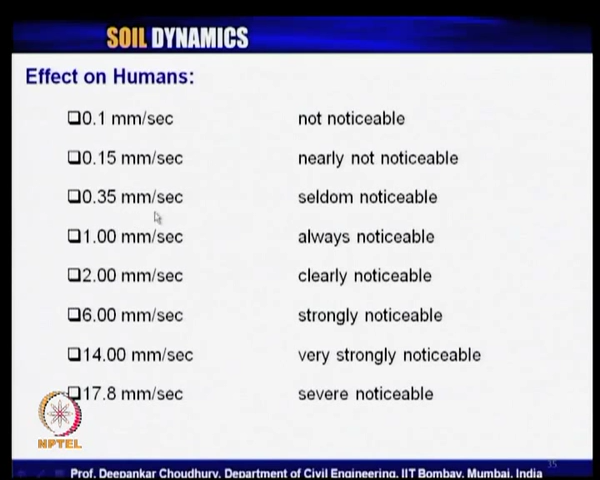 SOIL DYNAMICS
Effect on Humans:
❑0.1 mm/sec not noticeable
❑0.15 mm/sec nearly not noticeable
❑0.35 mm/sec seldom noticeable
❑1.00 mm/sec always noticeable
❑2.00 mm/sec clearly noticeable
❑6.00 mm/sec strongly noticeable
❑14.00 mm/sec very strongly noticeable
❑17.8 mm/sec severe noticeable
NPTEL
35
Prof. Deepankar Choudhury, Department of Civil Engineering, IIT Bombay, Mumbai, India